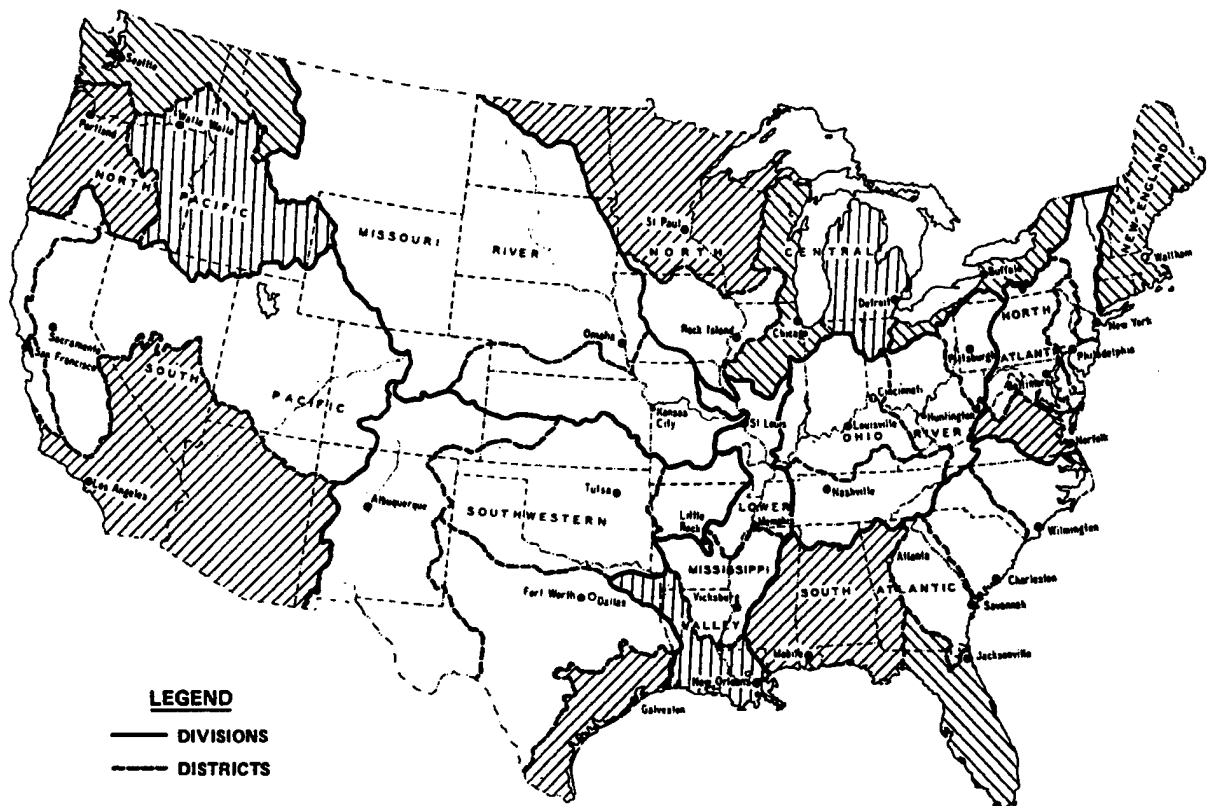 Seattle
Portland
Walla Walla
NORTH
PACIFIC
MISSOURI
RIVER
St Paul
NORTH
CENTRAL
NEW ENGLAND
Waltham
Buffalo
Detroit
Chicago
Rock Island
Omaha
New York
NORTH
ATLANTIC
Philadelphia
Pittsburgh
Baltimore
Sacramento
San Francisco
SOUTH
PACIFIC
Kansas
City
St Louis
Cincinnati
Louisville
Huntington
OHIO
RIVER
Norfolk
Los Angeles
Albuquerque
Tulsa
SOUTHWESTERN
Little
Rock
LOWER
Memphis
Nashville
Wilmington
MISSISSIPPI
Atlanta
Charleston
SOUTH
ATLANTIC
Fort Worth
Dallas
Vicksburg
Savannah
VALLEY
Mobile
Jacksonville
New Orleans
Galveston
LEGEND
DIVISIONS
DISTRICTS